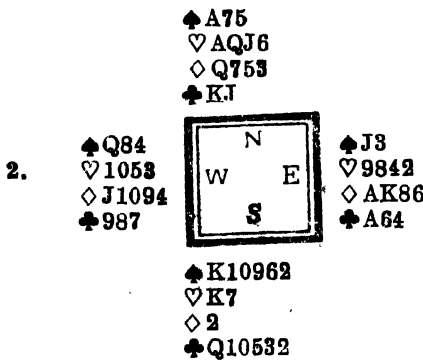 ♠A75
♡AQJ6
♢Q753
♣KJ
2.
♠Q84
♡1053
♢J1094
♣987
N
W E
S
♠J3
♡9842
♢AK86
♣A64
♠K10962
♡K7
♢2
♣Q10532